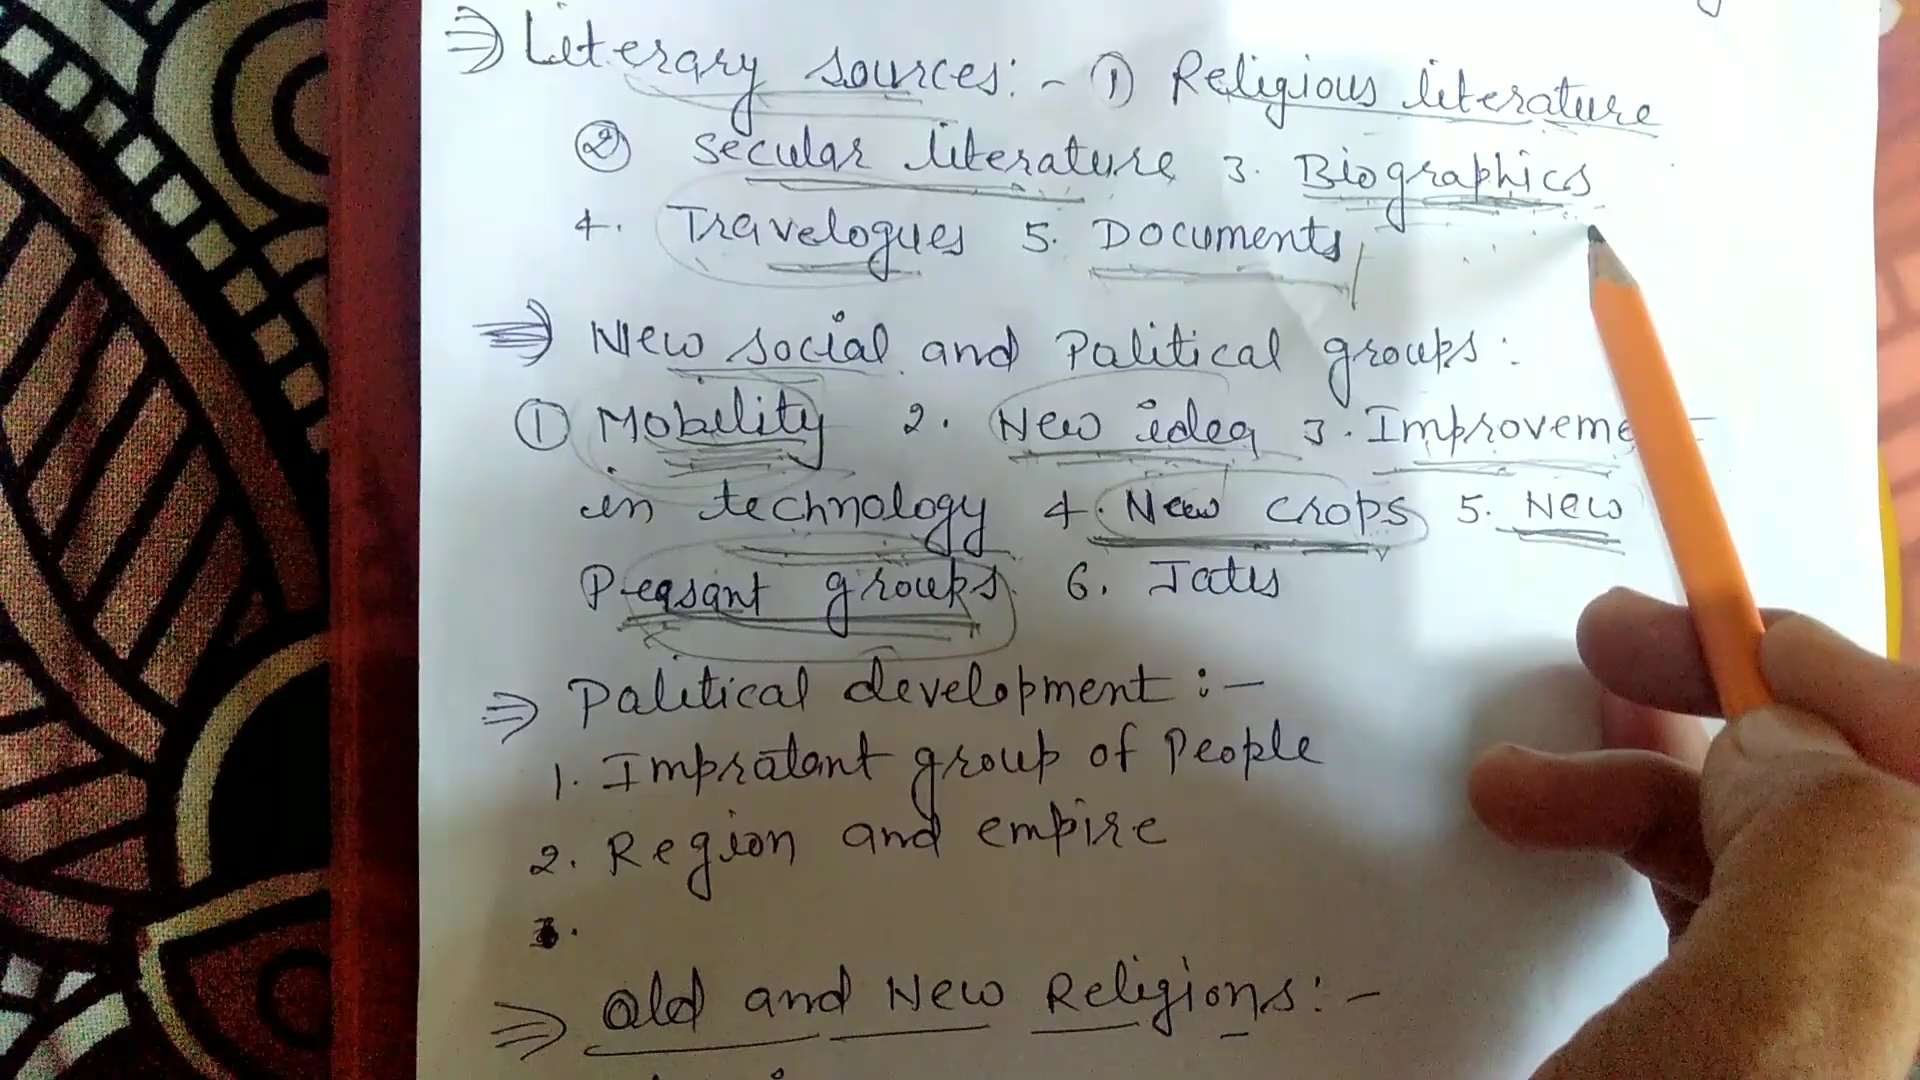 ⇒ Literary sources:- ① Religious literature
② secular literature 3. Biographics
4. Travelogues 5. Documents
⇒ New social and Palitical groups:
① Mobility 2. New idea 3. Improveme
in technology 4. New crops 5. New
Peasant groups. 6. Jatis
⇒ Palitical development :-
1. Impratant group of People
2. Region and empire
3.
⇒ Old and New Religions:-